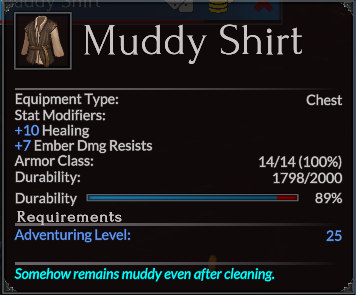 Muddy Shirt
Equipment Type: Chest
Stat Modifiers:
+10 Healing
+7 Ember Dmg Resists
Armor Class: 14/14 (100%)
Durability: 1798/2000
Durability 89%
Requirements
Adventuring Level: 25
Somehow remains muddy even after cleaning.